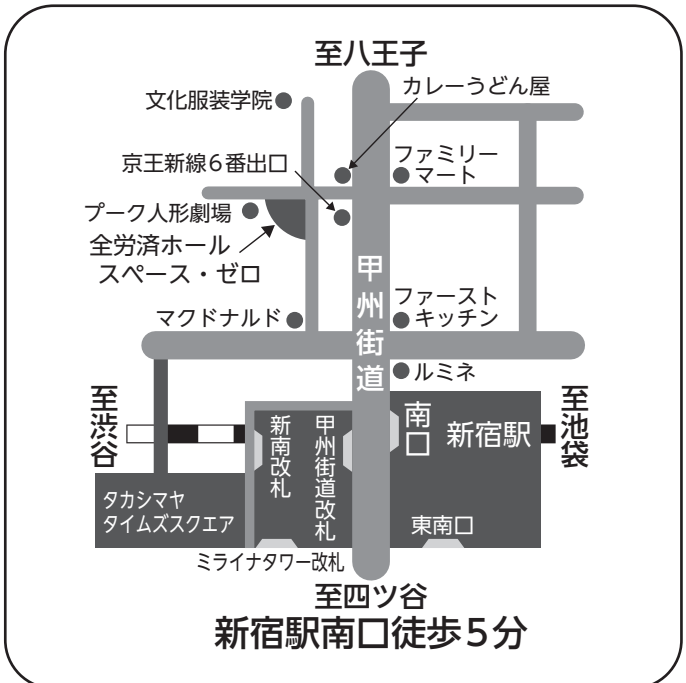 至八王子
カレーうどん屋
文化服装学院
ファミリー
マート
京王新線6番出口
プーク人形劇場
全労済ホール
スペース・ゼロ
甲州街道
ファースト
キッチン
マクドナルド
ルミネ
至渋谷
新南改札
甲州街道改札
南口
新宿駅
至池袋
タカシマヤ
タイムズスクエア
東南口
ミライナタワー改札
至四ツ谷
新宿駅南口徒歩5分